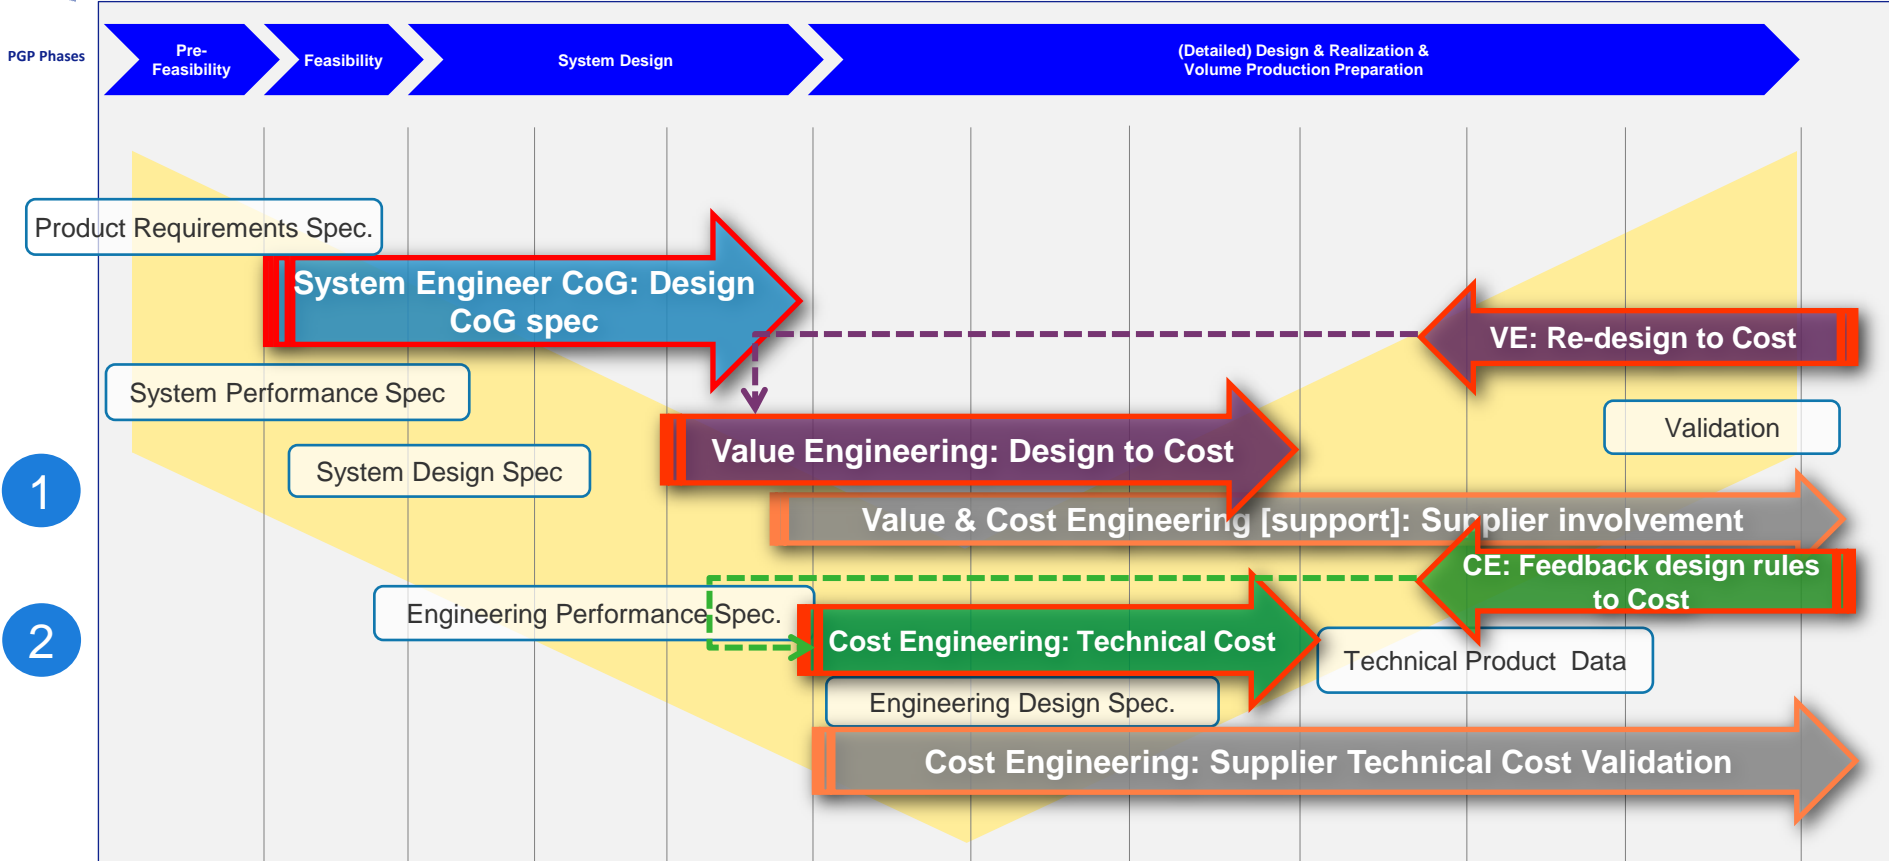 PGP Phases
Pre-
Feasibility
Feasibility
System Design
(Detailed) Design & Realization &
Volume Production Preparation
Product Requirements Spec.
System Engineer CoG: Design
CoG spec
VE: Re-design to Cost
System Performance Spec
Validation
Value Engineering: Design to Cost
System Design Spec
1
Value & Cost Engineering [support]: Supplier involvement
CE: Feedback design rules
to Cost
Engineering Performance Spec.
2
Cost Engineering: Technical Cost
Technical Product Data
Engineering Design Spec.
Cost Engineering: Supplier Technical Cost Validation